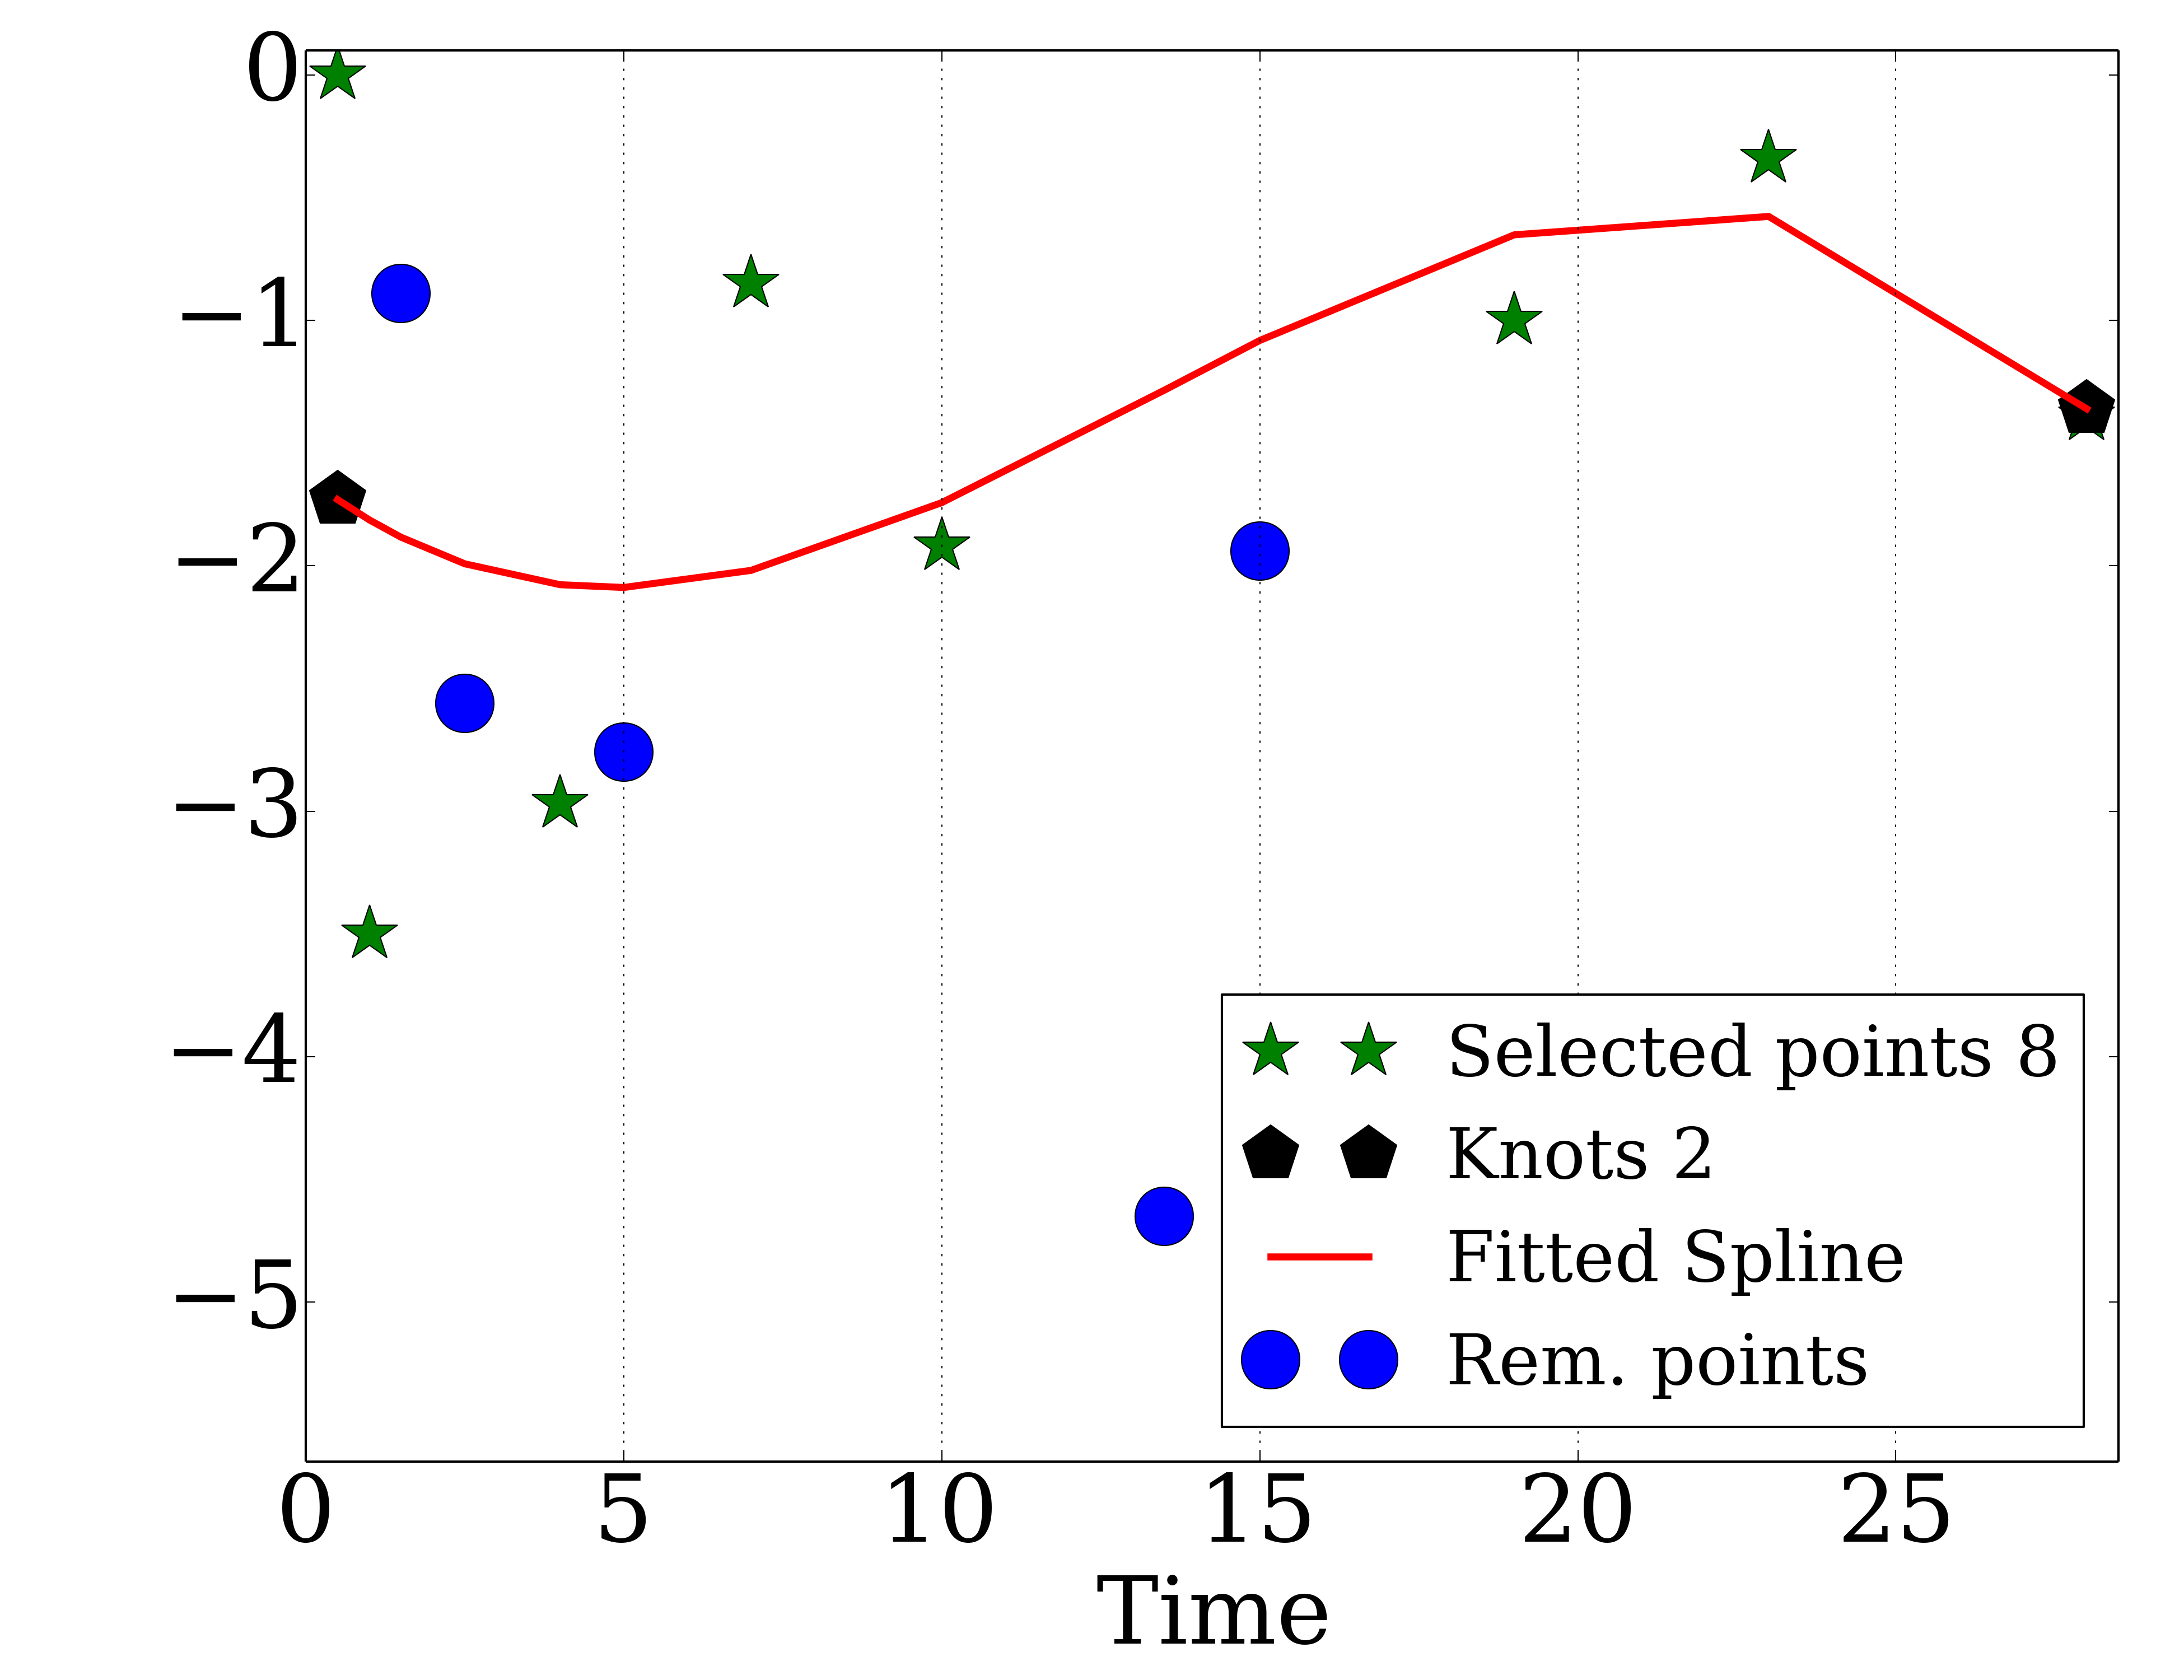 0
−1
−2
−3
−4
−5
Selected points 8
Knots 2
Fitted Spline
Rem. points
0 5 10 15 20 25
Time